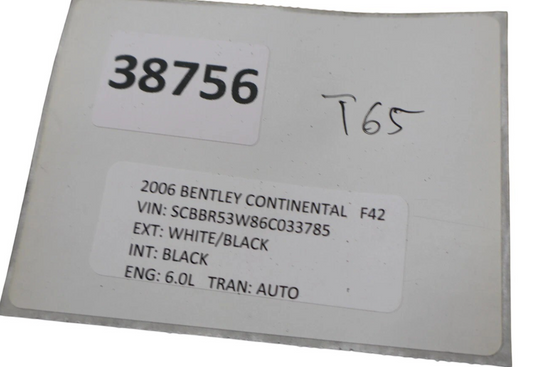 38756
T65
2006 BENTLEY CONTINENTAL F42
VIN: SCBBR53W86C033785
EXT: WHITE/BLACK
INT: BLACK
ENG: 6.0L TRAN: AUTO